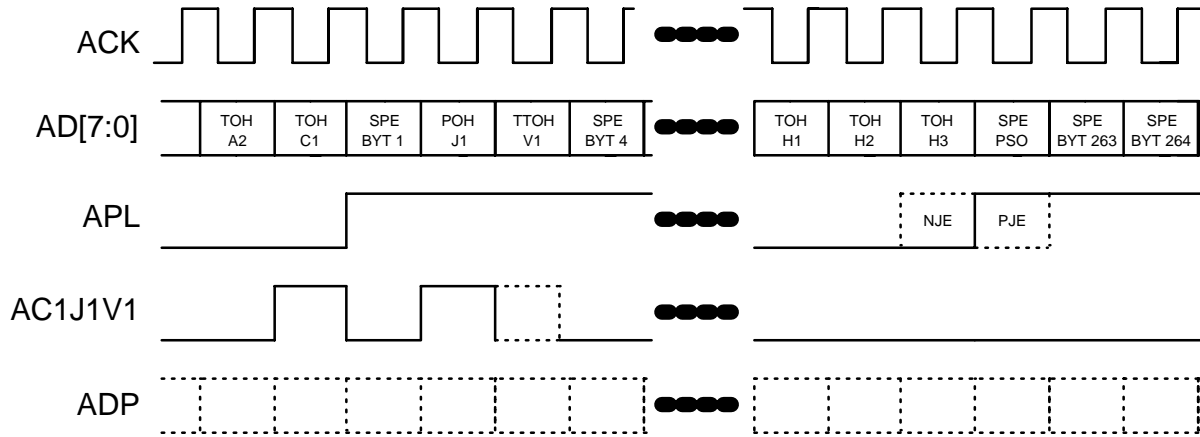 ACK
AD[7:0]
TOH
A2
TOH
C1
SPE
BYT 1
POH
J1
TTOH
V1
SPE
BYT 4
TOH
H1
TOH
H2
TOH
H3
SPE
PSO
SPE
BYT 263
SPE
BYT 264
APL
NJE
PJE
AC1J1V1
ADP